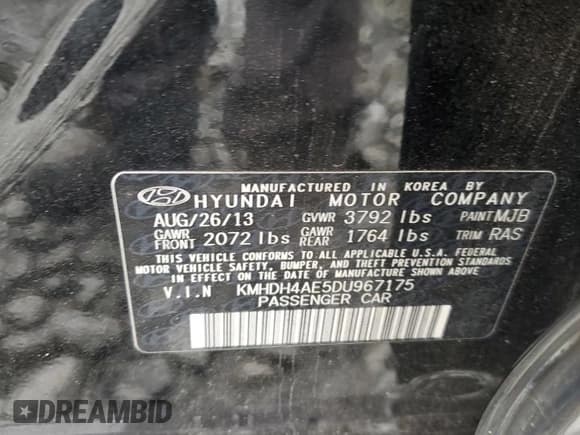 MANUFACTURED IN KOREA BY
HYUNDAI MOTOR COMPANY
AUG/26/13 GVWR 3792 lbs PAINT MJB
GAWR FRONT 2072 lbs GAWR REAR 1764 lbs TRIM RAS
THIS VEHICLE CONFORMS TO ALL APPLICABLE U.S.A. FEDERAL
MOTOR VEHICLE SAFETY, BUMPER, AND THEFT PREVENTION STANDARDS
IN EFFECT ON THE DATE OF MANUFACTURE SHOWN ABOVE.
V.I.N KMHDH4AE5DU967175
PASSENGER CAR
DREAMBID